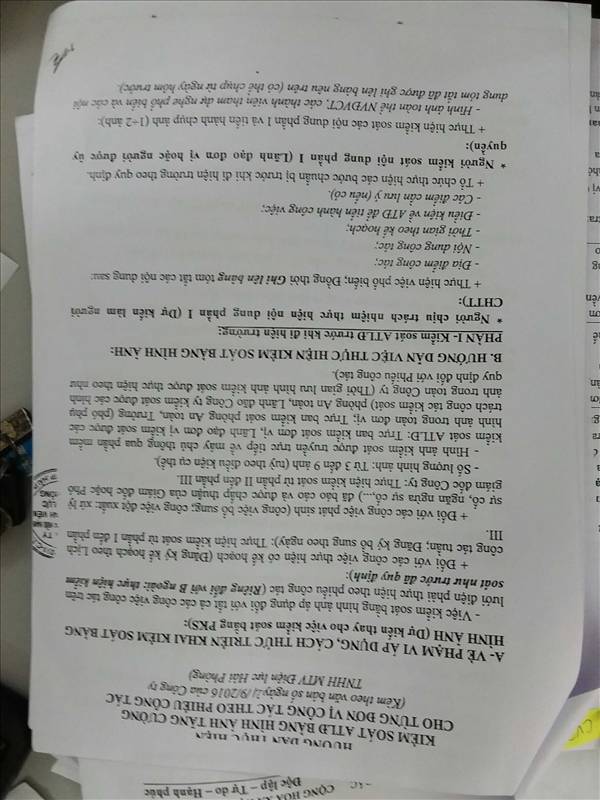 CỘNG HÒA
Độc lập – Tự do – Hạnh phúc
HƯỚNG DẪN THỰC HIỆN
KIỂM SOÁT ATLĐ BẰNG HÌNH ẢNH TĂNG CƯỜNG
CHO TỪNG ĐƠN VỊ CÔNG TÁC THEO PHIẾU CÔNG TÁC
(Kèm theo văn bản số ngày /9/2016 của Công ty
TNHH MTV Điện lực Hải Phòng)
A- VỀ PHẠM VI ÁP DỤNG, CÁCH THỨC TRIỂN KHAI KIỂM SOÁT BẰNG
HÌNH ẢNH (Dự kiến thay cho việc kiểm soát bằng PKS):
- Việc kiểm soát bằng hình ảnh áp dụng đối với tất cả các công việc công tác trên
lưới điện phải thực hiện theo phiếu công tác (Riêng đối với B ngoài: thực hiện kiểm
soát như trước đã quy định):
+ Đối với các công việc thực hiện có kế hoạch (Đăng ký kế hoạch theo Lịch
công tác tuần; Đăng ký bổ sung theo ngày): Thực hiện kiểm soát từ phần I đến phần
III.
+ Đối với các công việc phát sinh (công việc bổ sung; công việc đột xuất: xử lý
sự cố, ngăn ngừa sự cố,...) đã báo cáo và được chấp thuận của Giám đốc hoặc Phó
giám đốc Công ty: Thực hiện kiểm soát từ phần II đến phần III.
- Số lượng hình ảnh: Từ 3 đến 9 ảnh (tùy theo điều kiện cụ thể).
- Hình ảnh kiểm soát được truyền trực tiếp về máy chủ thông qua phần mềm
kiểm soát ATLĐ: Trực ban kiểm soát đơn vị, Lãnh đạo đơn vị kiểm soát được các
hình ảnh trong toàn đơn vị; Trực ban kiểm soát phòng An toàn, Trưởng (phó phụ
trách công tác kiểm soát) phòng An toàn, Lãnh đạo Công ty kiểm soát được các hình
ảnh trong toàn Công ty (Thời gian lưu hình ảnh kiểm soát được thực hiện theo như
quy định đối với Phiếu công tác).
B. HƯỚNG DẪN VIỆC THỰC HIỆN KIỂM SOÁT BẰNG HÌNH ẢNH:
PHẦN I- Kiểm soát ATLĐ trước khi đi hiện trường:
* Người chịu trách nhiệm thực hiện nội dung phần I (Dự kiến làm người
CHTT):
+ Thực hiện việc phổ biến; Đồng thời Ghi lên bảng tóm tắt các nội dung sau:
- Địa điểm công tác;
- Nội dung công tác;
- Thời gian theo kế hoạch;
- Điều kiện về ATĐ để tiến hành công việc;
- Các điểm cần lưu ý (nếu có).
+ Tổ chức thực hiện các bước chuẩn bị trước khi đi hiện trường theo quy định.
* Người kiểm soát nội dung phần I (Lãnh đạo đơn vị hoặc người được ủy
quyền):
+ Thực hiện kiểm soát các nội dung phần I và tiến hành chụp ảnh (1÷2 ảnh):
- Hình ảnh toàn thể NĐVCT, các thành viên tham dự nghe phổ biến và các nội
dung tóm tắt đã được ghi lên bảng nêu trên (có thể chụp từ ngày hôm trước).